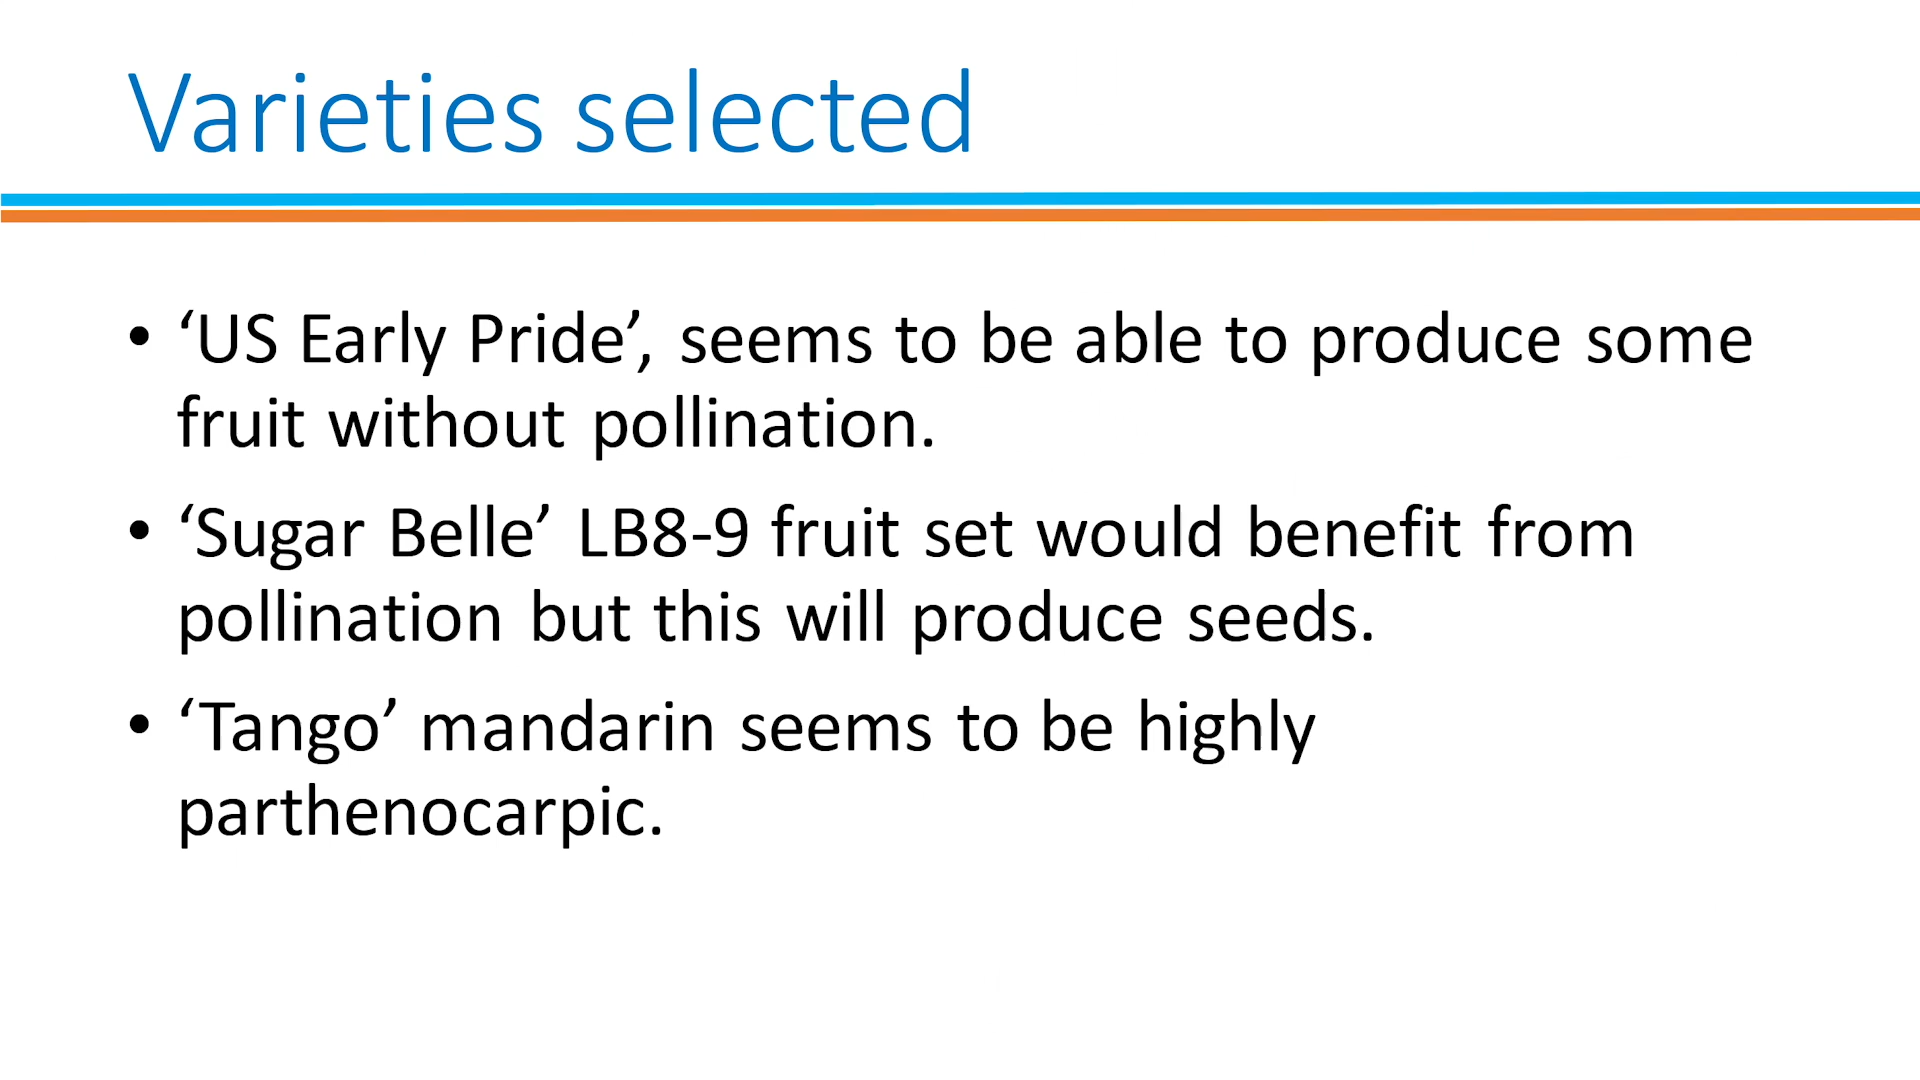 Varieties selected
• ‘US Early Pride’, seems to be able to produce some
fruit without pollination.
• ‘Sugar Belle’ LB8-9 fruit set would benefit from
pollination but this will produce seeds.
• ‘Tango’ mandarin seems to be highly
parthenocarpic.